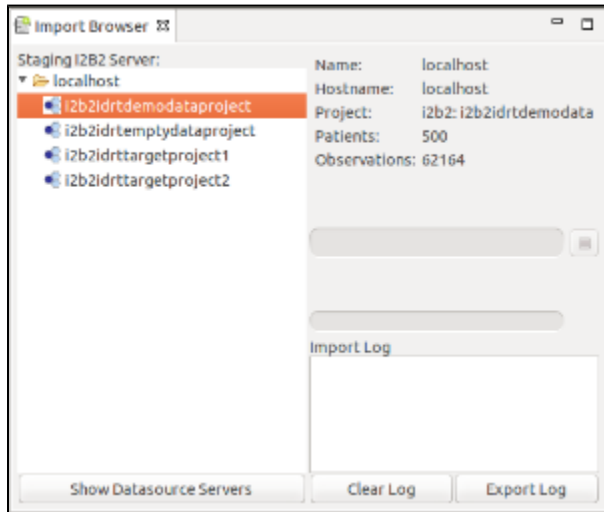 Import Browser
Staging I2B2 Server:
localhost
i2b2idrtdemodataproject
i2b2idrtemptydataproject
i2b2idrttargetproject1
i2b2idrttargetproject2
Show Datasource Servers
Name: localhost
Hostname: localhost
Project: i2b2: i2b2idrtdemodata
Patients: 500
Observations: 62164
Import Log
Clear Log
Export Log